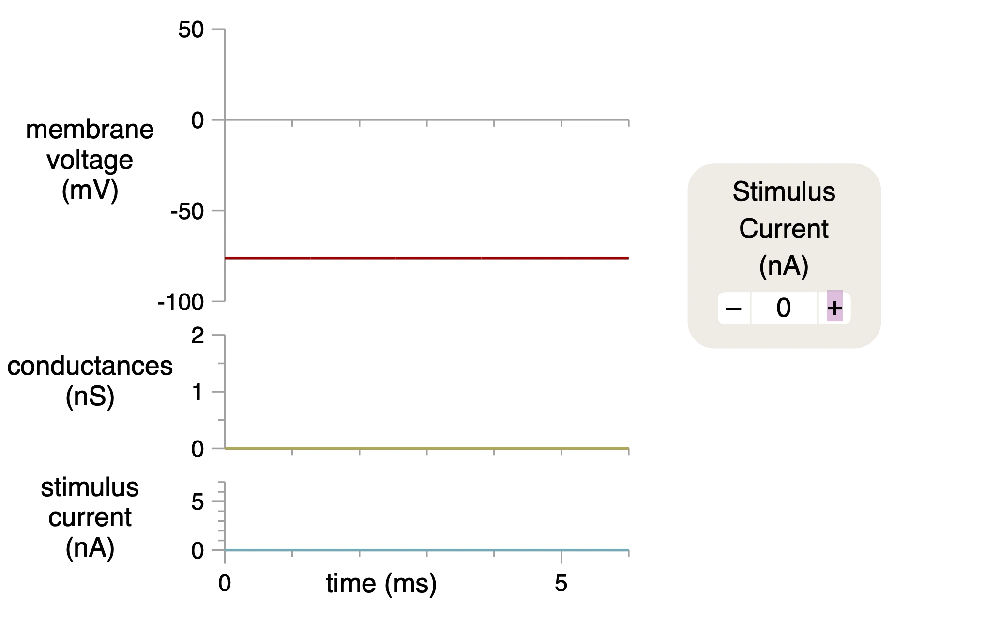 50
0
membrane
voltage
(mV)
-50
-100
2
conductances
(nS)
1
0
stimulus
current
(nA)
5
0
0
time (ms)
5
Stimulus
Current
(nA)
– 0 +